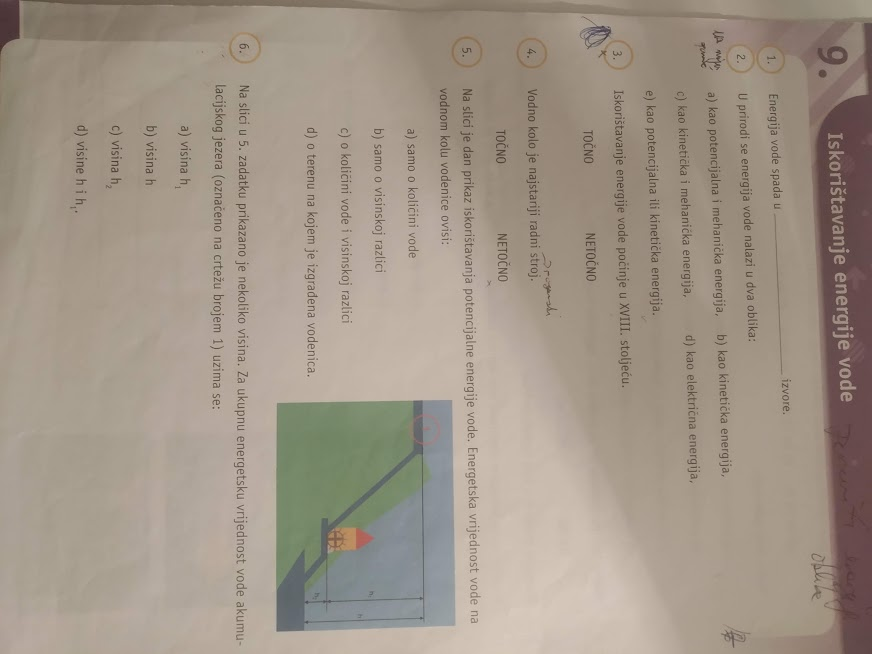 9. Iskorištavanje energije vode
1. Energija vode spada u ____________________ izvore.
2. U prirodi se energija vode nalazi u dva oblika:
a) kao potencijalna i mehanička energija, b) kao kinetička energija,
c) kao kinetička i mehanička energija, d) kao električna energija,
e) kao potencijalna ili kinetička energija.
3. Iskorištavanje energije vode počinje u XVIII. stoljeću.
TOČNO NETOČNO
4. Vodno kolo je najstariji radni stroj.
TOČNO NETOČNO
5. Na slici je dan prikaz iskorištavanja potencijalne energije vode. Energetska vrijednost vode na
vodnom kolu vodenice ovisi:
a) samo o količini vode
b) samo o visinskoj razlici
c) o količini vode i visinskoj razlici
d) o terenu na kojem je izgrađena vodenica.
6. Na slici u 5. zadatku prikazano je nekoliko visina. Za ukupnu energetsku vrijednost vode akumu-
lacijskog jezera (označeno na crtežu brojem 1) uzima se:
a) visina h₁
b) visina h
c) visina h₂
d) visine h i h₁.